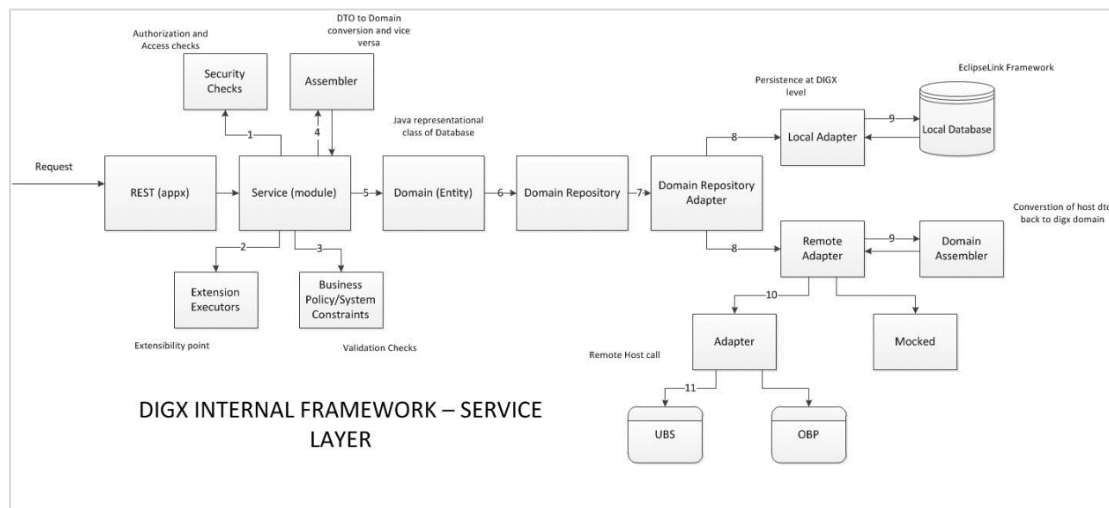 Authorization and
Access checks
DTO to Domain
conversion and vice
versa
EclipseLink Framework
Security
Checks
Assembler
Persistence at DIGX
level
Java representational
class of Database
1
4
8
9
Local Adapter
Local Database
Request
REST (appx)
Service (module)
5
Domain (Entity)
6
Domain Repository
7
Domain Repository
Adapter
Converstion of host dto
back to digx domain
2
3
8
9
Remote
Adapter
Domain
Assembler
Extension
Executors
Business
Policy/System
Constraints
10
Extensibility point
Validation Checks
Remote Host call
Adapter
Mocked
11
DIGX INTERNAL FRAMEWORK – SERVICE
LAYER
UBS
OBP